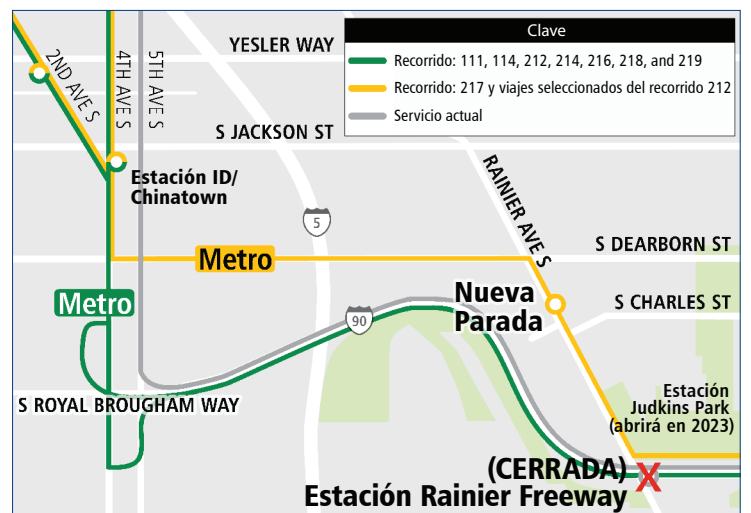 Clave
Recorrido: 111, 114, 212, 214, 216, 218, and 219
Recorrido: 217 y viajes seleccionados del recorrido 212
Servicio actual
2ND AVE S
4TH AVE S
5TH AVE S
YESLER WAY
S JACKSON ST
Estación ID/
Chinatown
5
RAINIER AVE S
S DEARBORN ST
Metro
Metro
Nueva
Parada
S CHARLES ST
90
S ROYAL BROUGHAM WAY
Estación
Judkins Park
(abrirá en 2023)
(CERRADA)
Estación Rainier Freeway